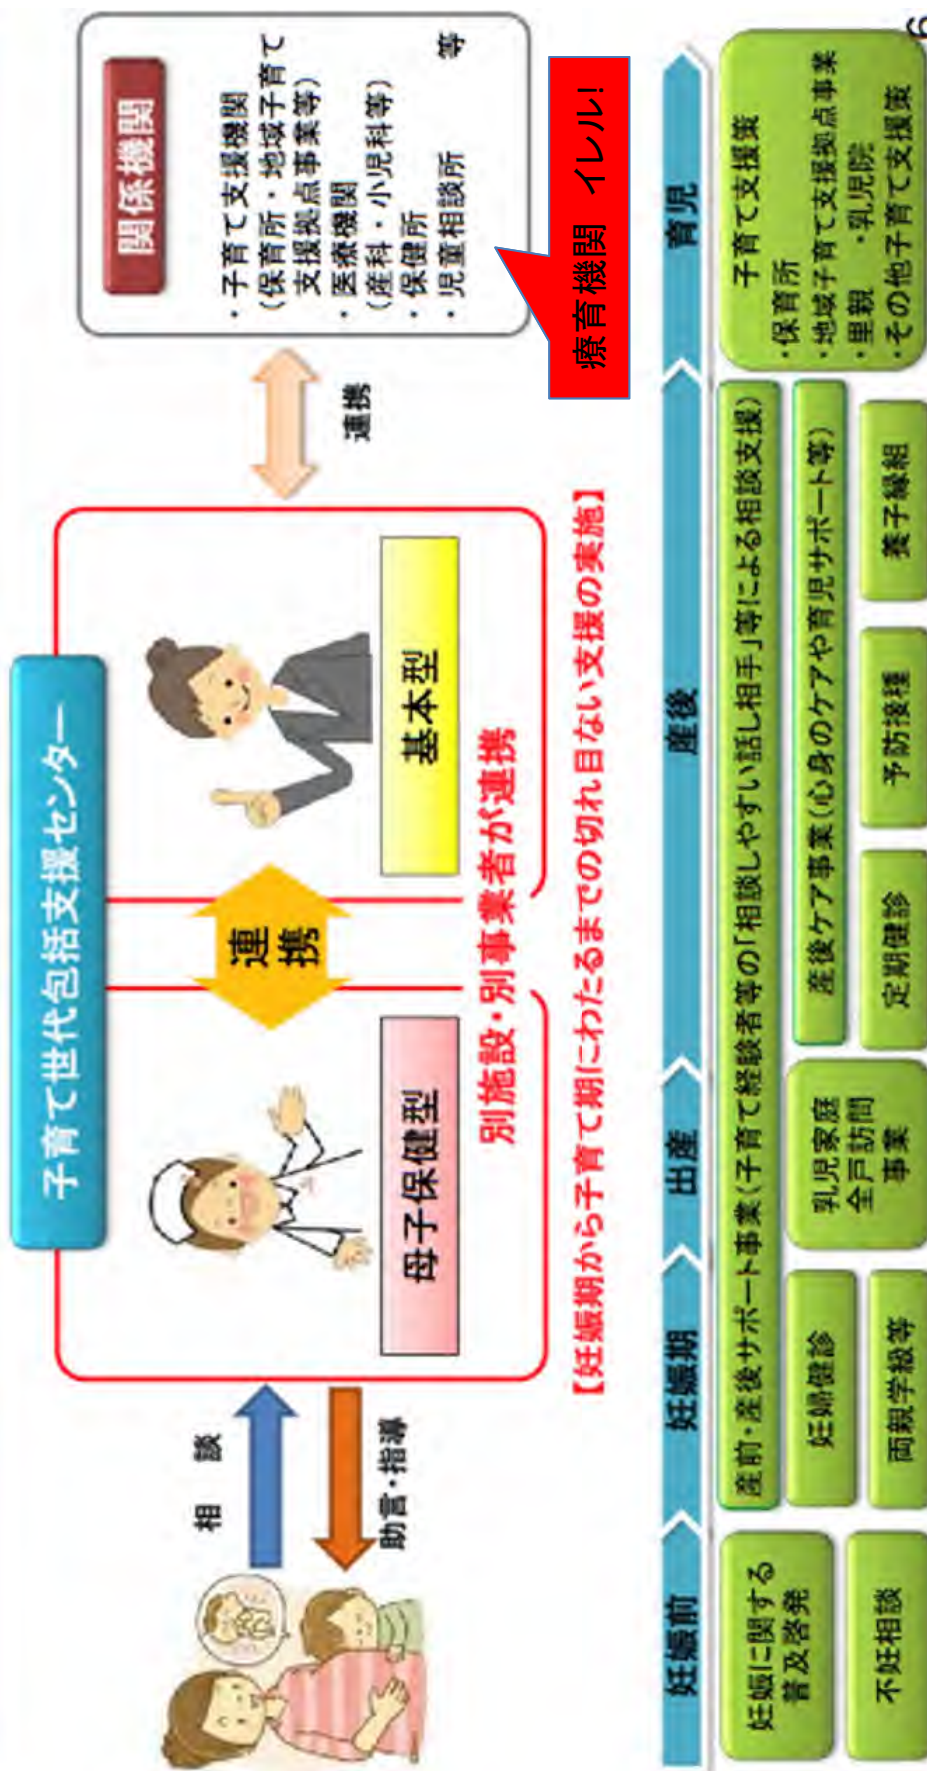 子育て世代包括支援センター
関係機関
・子育て支援機関
(保育所・地域子育て
支援拠点事業等)
・医療機関
(産科・小児科等)
・保健所
・児童相談所 等
療育機関 イレル!
相 談
助言・指導
母子保健型
連携
基本型
連携
別施設・別事業者が連携
【妊娠期から子育て期にわたるまでの切れ目ない支援の実施】
妊娠前
妊娠期
出産
産後
育児
妊娠に関する
普及啓発
不妊相談
産前・産後サポート事業(子育て経験者等の「相談しやすい話し相手」等による相談支援)
妊婦健診
両親学級等
乳児家庭
全戸訪問
事業
産後ケア事業(心身のケアや育児サポート等)
定期健診
予防接種
養子縁組
子育て支援策
・保育所
・地域子育て支援拠点事業
・里親 ・乳児院
・その他子育て支援策